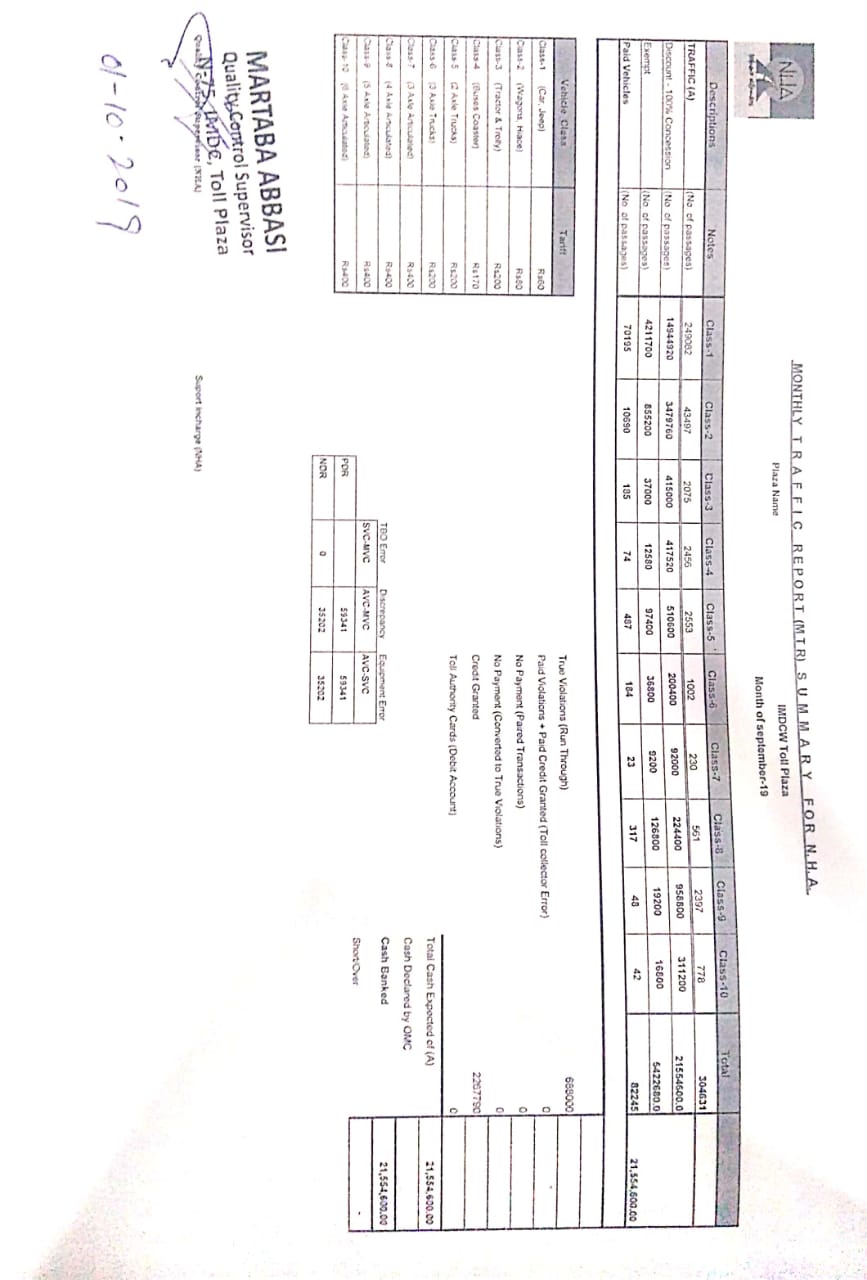 NHA
MONTHLY TRAFFIC REPORT (MTR) SUMMARY FOR N.H.A.
Plaza Name IMDCW Toll Plaza
Month of september-19
Descriptions Notes Class-1 Class-2 Class-3 Class-4 Class-5 Class-6 Class-7 Class-8 Class-9 Class-10 Total
TRAFFIC (A) (No of passages) 249082 43497 2075 2456 2553 1002 230 561 2397 778 304631
Discount - 100% Concession (No of passages) 14944920 3479760 415000 417520 510600 200400 92000 224400 958800 311200 21554600.0
Exempt (No of passages) 4211700 855200 37000 12580 97400 36800 9200 126800 19200 16800 5422680.0
Paid Vehicles (No of passages) 70195 10690 185 74 487 184 23 317 48 42 82245 21,554,600.00
Vehicle Class Tariff
Class-1 (Car, Jeep) Rs60
Class-2 (Wagons, Hiace) Rs80
Class-3 (Tractor & Trolly) Rs200
Class-4 (Buses Coaster) Rs170
Class-5 (2 Axle Trucks) Rs200
Class-6 (3 Axle Trucks) Rs200
Class-7 (3 Axle Articulated) Rs400
Class-8 (4 Axle Articulated) Rs400
Class-9 (5 Axle Articulated) Rs400
Class-10 (6 Axle Articulated) Rs400
True Violations (Run Through) 688000
Paid Violations + Paid Credit Granted (Toll collector Error) 0 -
No Payment (Paired Transactions) 0
No Payment (Converted to True Violations) 0
Credit Granted 2267790
Toll Authority Cards (Debit Account) 0
Total Cash Expected of (A) 21,554,600.00
Cash Declared by OMC
Cash Banked 21,554,600.00
Short/Over -
TBO Error Discrepancy Equipment Error
SVC-MVC AVC-MVC AVC-SVC
PDR 59341 59341
NDR 0 35202 35202
MARTABA ABBASI
Quality Control Supervisor
N-75 IMDC, Toll Plaza
Suport Incharge (NHA)
01-10-2019